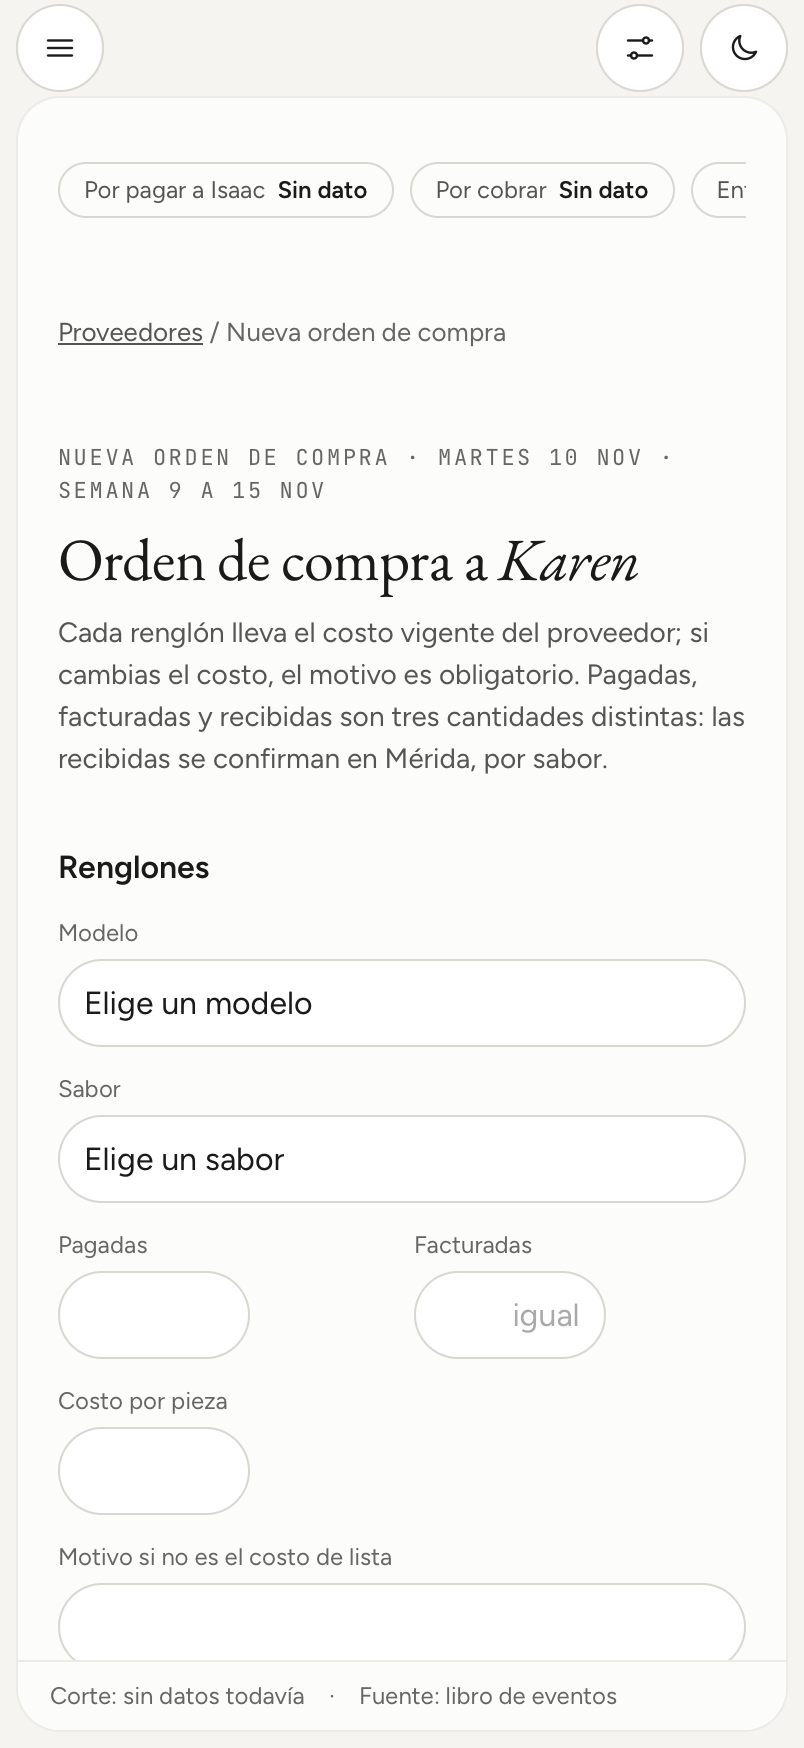 Por pagar a Isaac Sin dato
Por cobrar Sin dato
Proveedores / Nueva orden de compra
NUEVA ORDEN DE COMPRA · MARTES 10 NOV ·
SEMANA 9 A 15 NOV
Orden de compra a Karen
Cada renglón lleva el costo vigente del proveedor; si
cambias el costo, el motivo es obligatorio. Pagadas,
facturadas y recibidas son tres cantidades distintas: las
recibidas se confirman en Mérida, por sabor.
Renglones
Modelo
Elige un modelo
Sabor
Elige un sabor
Pagadas
Facturadas
igual
Costo por pieza
Motivo si no es el costo de lista
Corte: sin datos todavía · Fuente: libro de eventos